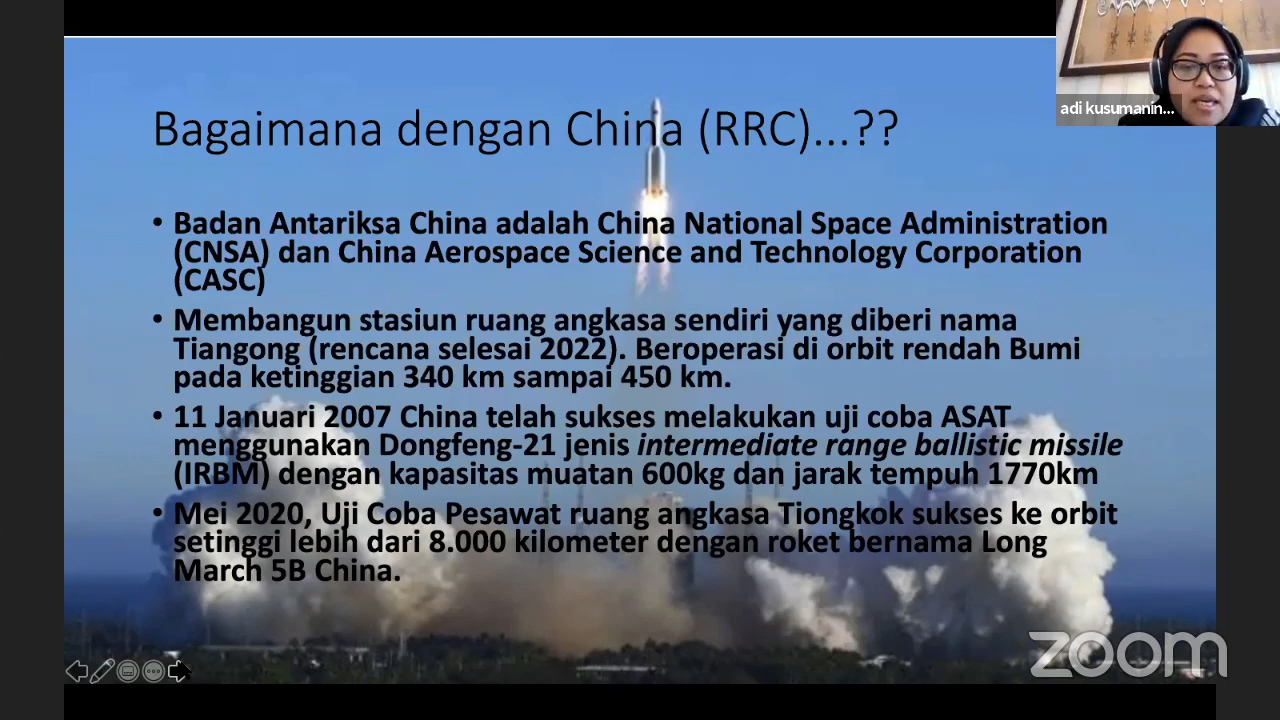 adi kusumanin...
Bagaimana dengan China (RRC)...??
• Badan Antariksa China adalah China National Space Administration
(CNSA) dan China Aerospace Science and Technology Corporation
(CASC)
• Membangun stasiun ruang angkasa sendiri yang diberi nama
Tiangong (rencana selesai 2022). Beroperasi di orbit rendah Bumi
pada ketinggian 340 km sampai 450 km.
• 11 Januari 2007 China telah sukses melakukan uji coba ASAT
menggunakan Dongfeng-21 jenis intermediate range ballistic missile
(IRBM) dengan kapasitas muatan 600kg dan jarak tempuh 1770km
• Mei 2020, Uji Coba Pesawat ruang angkasa Tiongkok sukses ke orbit
setinggi lebih dari 8.000 kilometer dengan roket bernama Long
March 5B China.
zoom